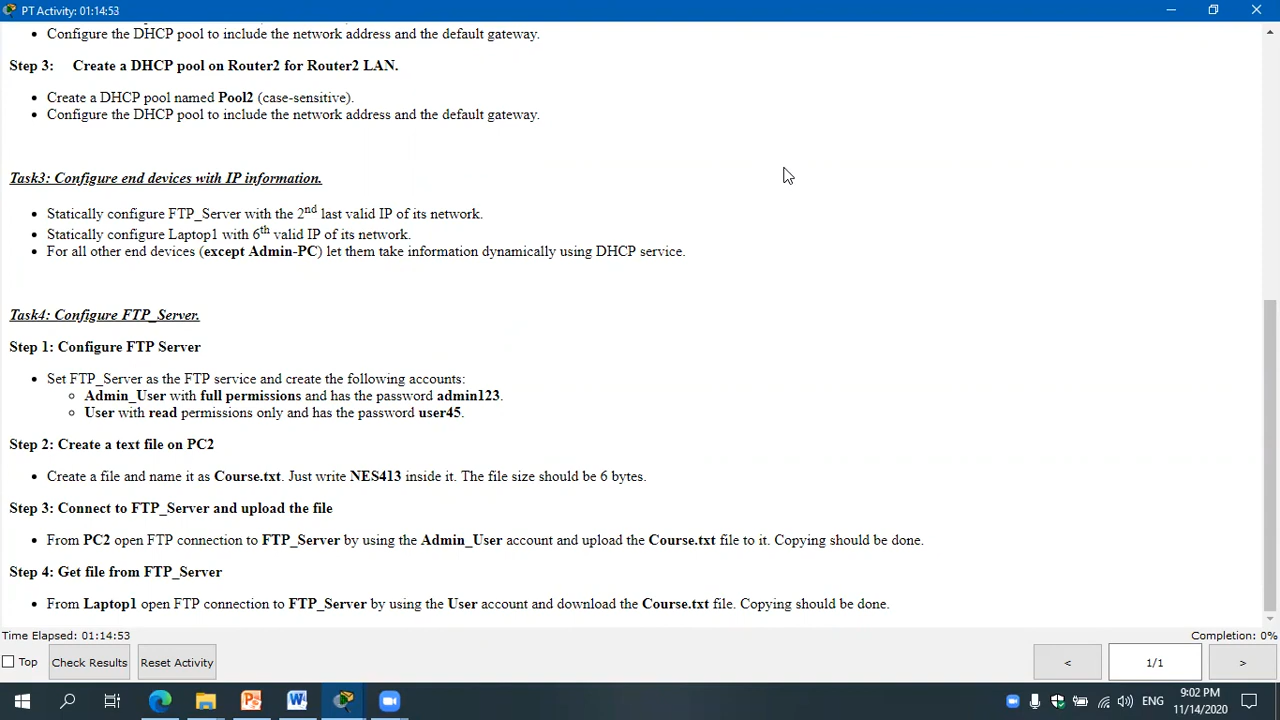 PT Activity: 01:14:53
• Configure the DHCP pool to include the network address and the default gateway.
Step 3: Create a DHCP pool on Router2 for Router2 LAN.
• Create a DHCP pool named Pool2 (case-sensitive).
• Configure the DHCP pool to include the network address and the default gateway.
Task3: Configure end devices with IP information.
• Statically configure FTP_Server with the 2nd last valid IP of its network.
• Statically configure Laptop1 with 6th valid IP of its network.
• For all other end devices (except Admin-PC) let them take information dynamically using DHCP service.
Task4: Configure FTP_Server.
Step 1: Configure FTP Server
• Set FTP_Server as the FTP service and create the following accounts:
○ Admin_User with full permissions and has the password admin123.
○ User with read permissions only and has the password user45.
Step 2: Create a text file on PC2
• Create a file and name it as Course.txt. Just write NES413 inside it. The file size should be 6 bytes.
Step 3: Connect to FTP_Server and upload the file
• From PC2 open FTP connection to FTP_Server by using the Admin_User account and upload the Course.txt file to it. Copying should be done.
Step 4: Get file from FTP_Server
• From Laptop1 open FTP connection to FTP_Server by using the User account and download the Course.txt file. Copying should be done.
Time Elapsed: 01:14:53 Completion: 0%
Top Check Results Reset Activity < 1/1 >
ENG 9:02 PM
11/14/2020